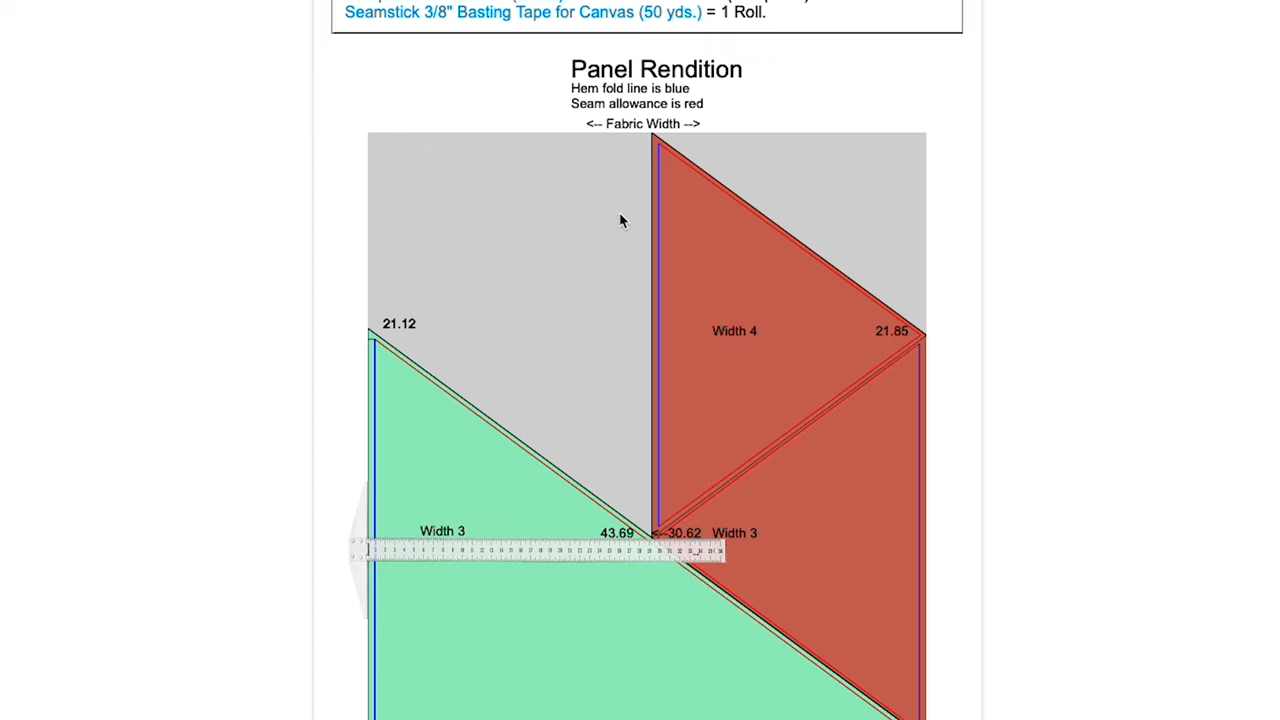 Seamstick 3/8" Basting Tape for Canvas (50 yds.) = 1 Roll.
Panel Rendition
Hem fold line is blue
Seam allowance is red
<-- Fabric Width -->
21.12
Width 4
21.85
Width 3
43.69
<--30.62
Width 3